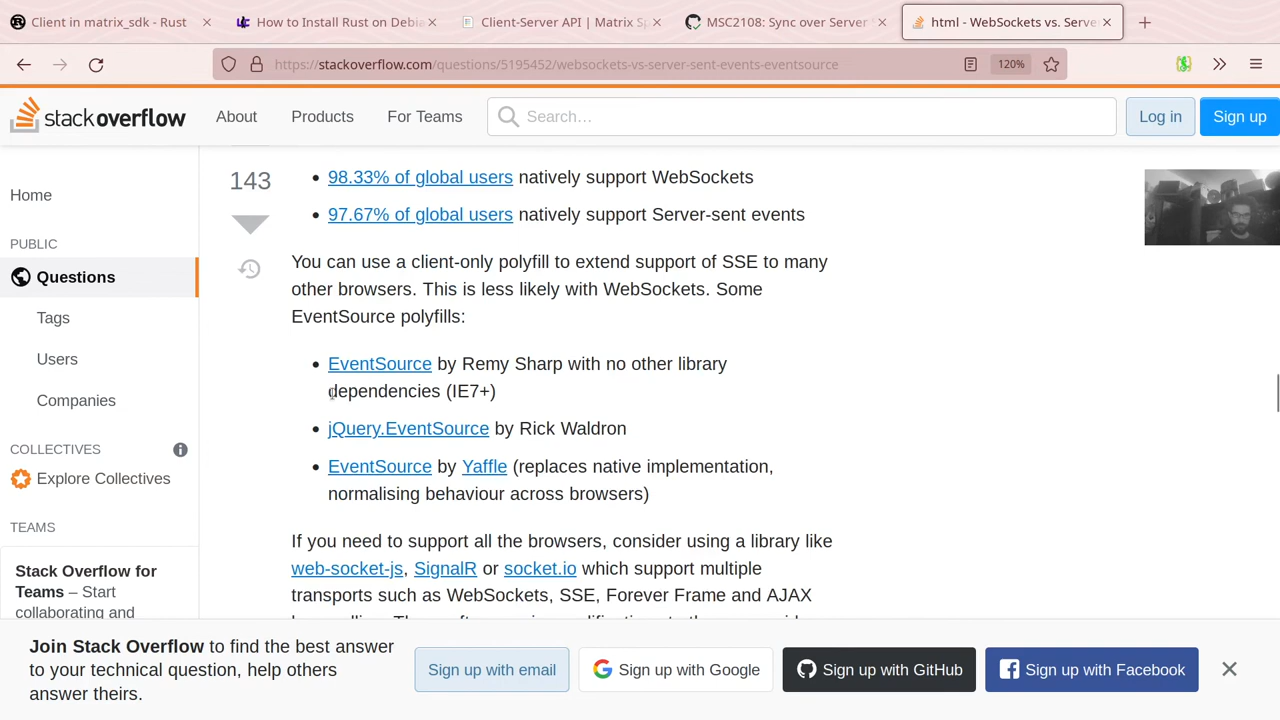 Client in matrix_sdk - Rust
How to Install Rust on Debia
Client-Server API | Matrix Sp
MSC2108: Sync over Server S
html - WebSockets vs. Serve
https://stackoverflow.com/questions/5195452/websockets-vs-server-sent-events-eventsource
120%
stackoverflow
About
Products
For Teams
Search…
Log in
Sign up
Home
PUBLIC
Questions
Tags
Users
Companies
COLLECTIVES
Explore Collectives
TEAMS
Stack Overflow for
Teams – Start
collaborating and
143
98.33% of global users natively support WebSockets
97.67% of global users natively support Server-sent events
You can use a client-only polyfill to extend support of SSE to many
other browsers. This is less likely with WebSockets. Some
EventSource polyfills:
EventSource by Remy Sharp with no other library
dependencies (IE7+)
jQuery.EventSource by Rick Waldron
EventSource by Yaffle (replaces native implementation,
normalising behaviour across browsers)
If you need to support all the browsers, consider using a library like
web-socket-js, SignalR or socket.io which support multiple
transports such as WebSockets, SSE, Forever Frame and AJAX
Join Stack Overflow to find the best answer
to your technical question, help others
answer theirs.
Sign up with email
Sign up with Google
Sign up with GitHub
Sign up with Facebook